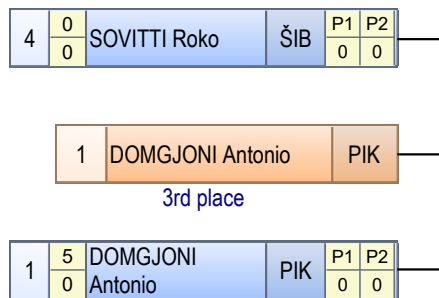 4 0 0 SOVITTI Roko ŠIB P1 P2 0 0
1 DOMGJONI Antonio PIK
3rd place
1 5 0 DOMGJONI Antonio PIK P1 P2 0 0